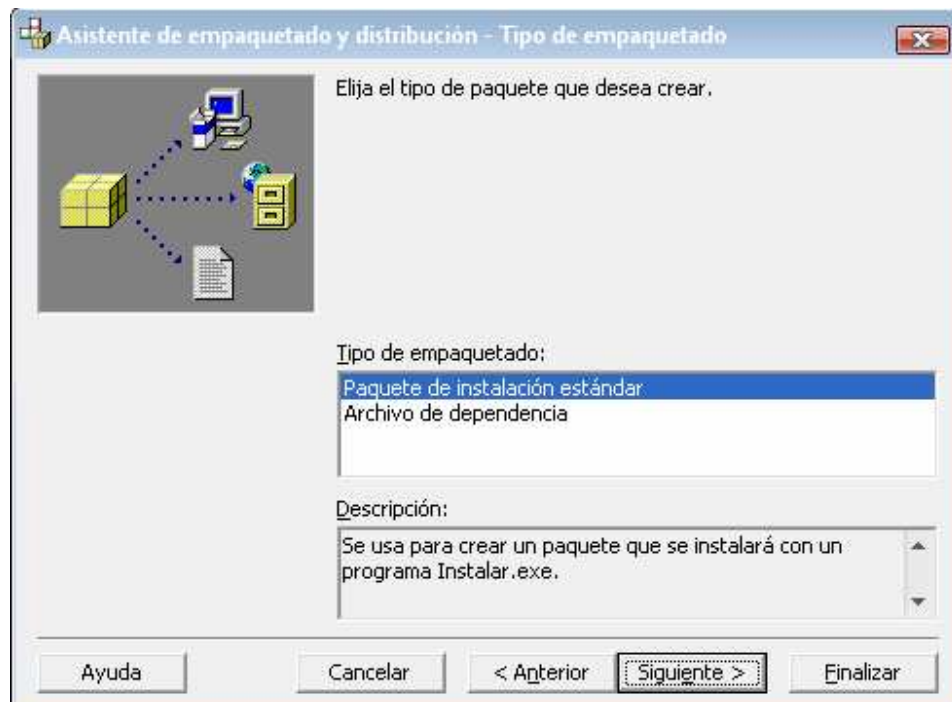 Asistente de empaquetado y distribución - Tipo de empaquetado
Elija el tipo de paquete que desea crear.
Tipo de empaquetado:
Paquete de instalación estándar
Archivo de dependencia
Descripción:
Se usa para crear un paquete que se instalará con un
programa Instalar.exe.
Ayuda
Cancelar
< Anterior
Siguiente >
Finalizar